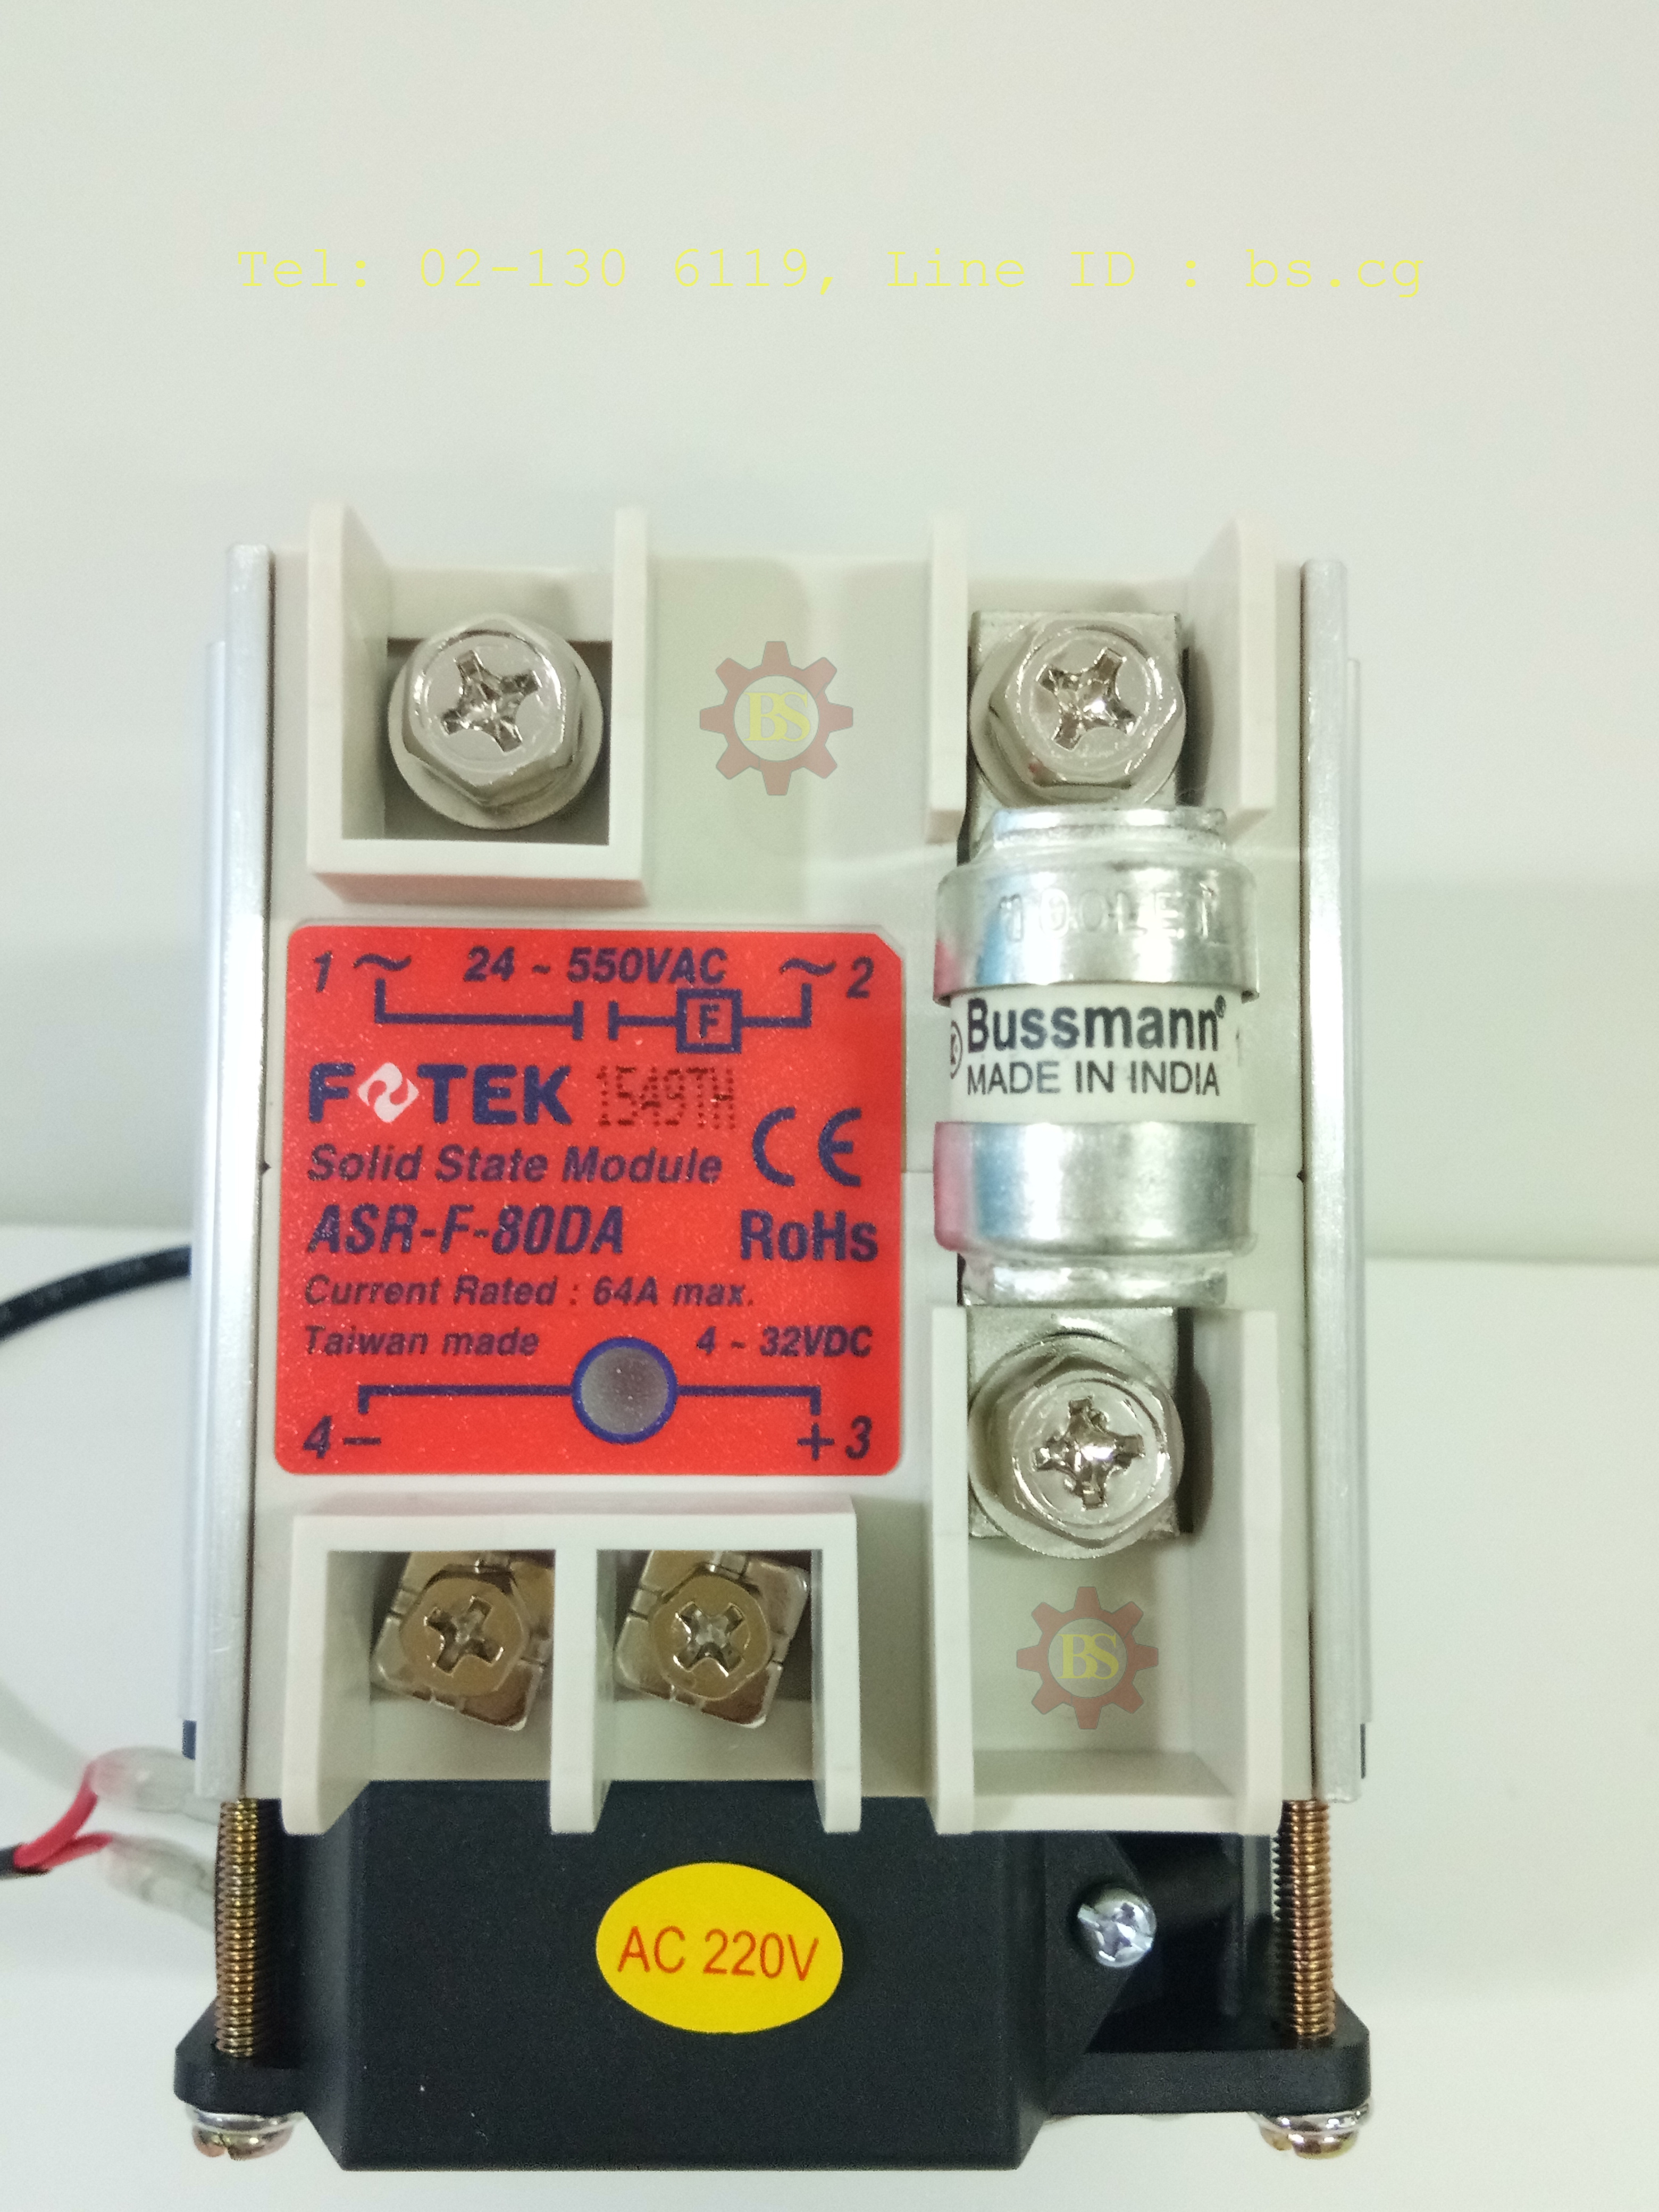 Tel: 02-130 6119, Line ID : bs.cg
BS
1 ~ 24 ~ 550VAC ~ 2
F
FOTEK 1549TH
CE
Solid State Module
ASR-F-80DA RoHs
Current Rated : 64A max.
Taiwan made 4 ~ 32VDC
4 - + 3
Bussmann®
MADE IN INDIA
BS
AC 220V